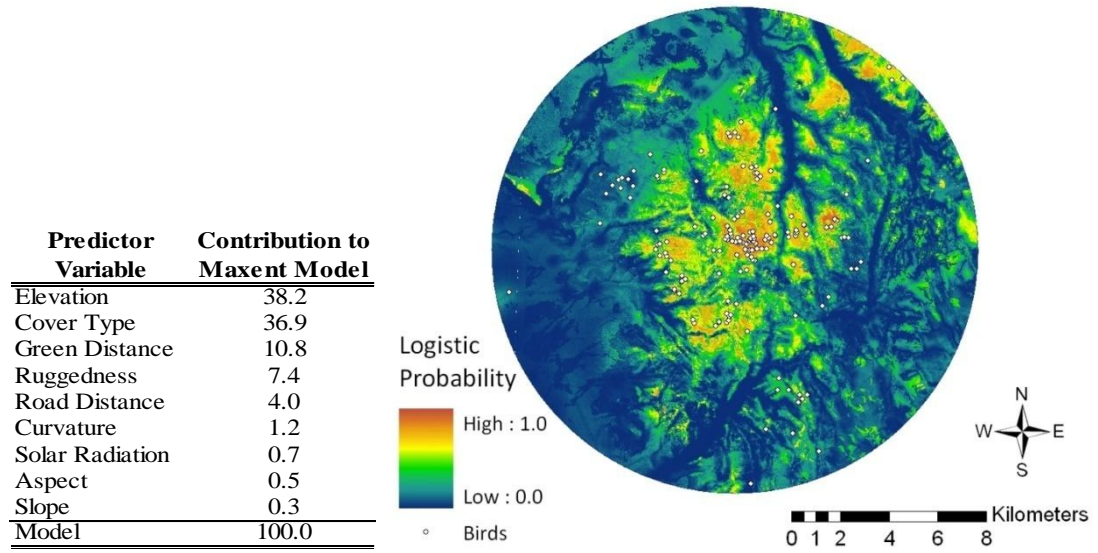 Predictor Contribution to
Variable Maxent Model
Elevation 38.2
Cover Type 36.9
Green Distance 10.8
Ruggedness 7.4
Road Distance 4.0
Curvature 1.2
Solar Radiation 0.7
Aspect 0.5
Slope 0.3
Model 100.0
Logistic
Probability
High : 1.0
Low : 0.0
Birds
N
W E
S
Kilometers
0 1 2 4 6 8